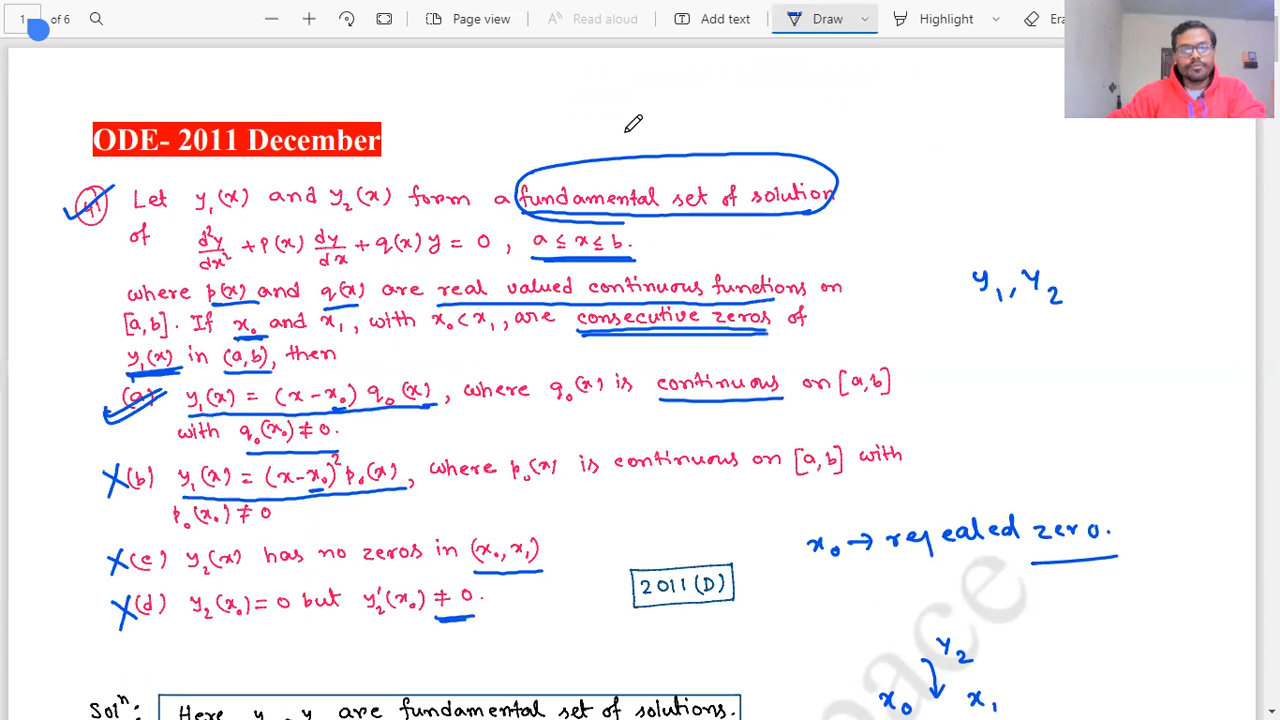 1 of 6 Page view Read aloud Add text Draw Highlight
ODE- 2011 December
Let y₁(x) and y₂(x) form a fundamental set of solution
of d²y/dx² + p(x) dy/dx + q(x) y = 0 , a ≤ x ≤ b.
where p(x) and q(x) are real valued continuous functions on
[a,b]. If x₀ and x₁, with x₀ < x₁, are consecutive zeros of
y₁(x) in (a,b), then
y₁, y₂
(a) y₁(x) = (x-x₀) q₀(x), where q₀(x) is continuous on [a,b]
with q₀(x₀) ≠ 0.
(b) y₁(x) = (x-x₀)² p₀(x), where p₀(x) is continuous on [a,b] with
p₀(x₀) ≠ 0
x₀ → repeated zero.
(c) y₂(x) has no zeros in (x₀, x₁)
(d) y₂(x₀) = 0 but y₂'(x₀) ≠ 0.
2011 (D)
y₂
x₀ x₁
Solⁿ: Here y₁, y₂ are fundamental set of solutions.